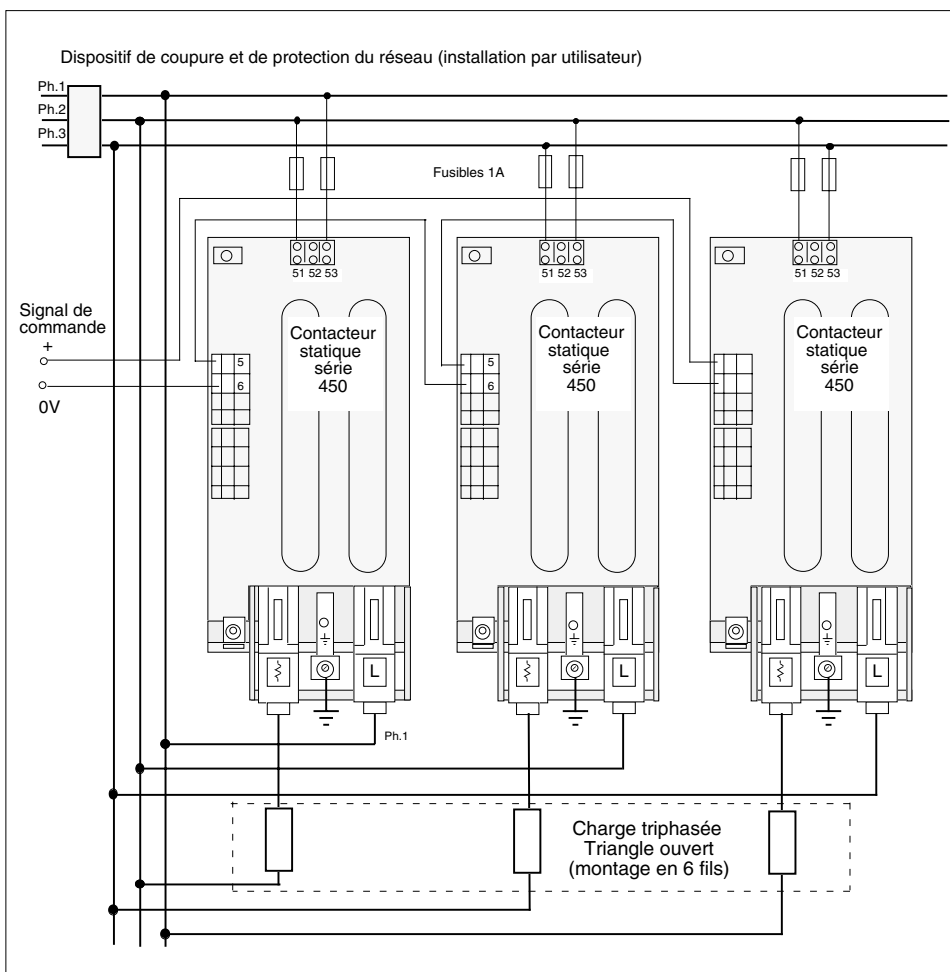 Dispositif de coupure et de protection du réseau (installation par utilisateur)
Ph.1
Ph.2
Ph.3
Fusibles 1A
51 52 53
51 52 53
51 52 53
Signal de
commande
+
0V
5
6
Contacteur
statique
série
450
5
6
Contacteur
statique
série
450
Contacteur
statique
série
450
L
L
L
Ph.1
Charge triphasée
Triangle ouvert
(montage en 6 fils)